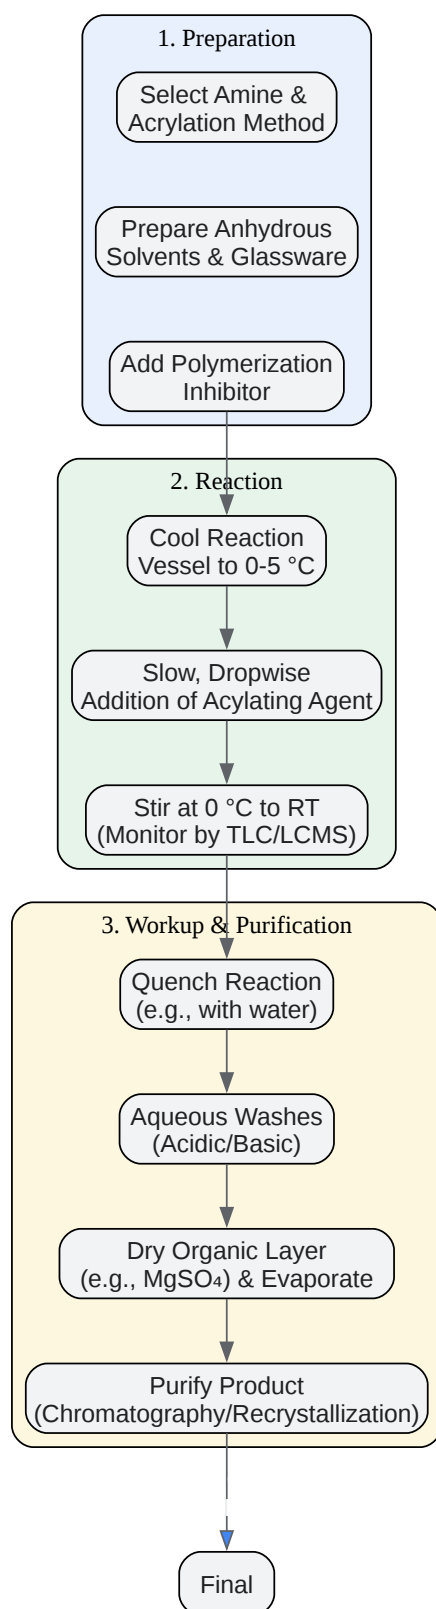 1. Preparation
Select Amine &
Acrylation Method
Prepare Anhydrous
Solvents & Glassware
Add Polymerization
Inhibitor
2. Reaction
Cool Reaction
Vessel to 0-5 °C
Slow, Dropwise
Addition of Acylating Agent
Stir at 0 °C to RT
(Monitor by TLC/LCMS)
3. Workup & Purification
Quench Reaction
(e.g., with water)
Aqueous Washes
(Acidic/Basic)
Dry Organic Layer
(e.g., MgSO₄) & Evaporate
Purify Product
(Chromatography/Recrystallization)
Final